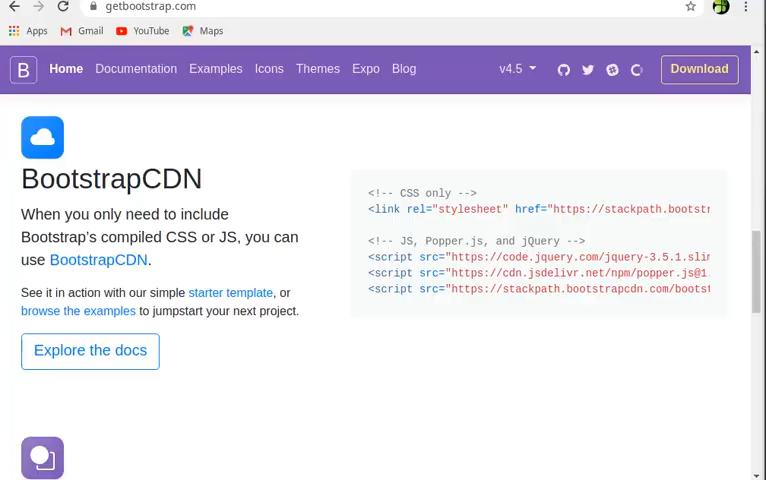 getbootstrap.com
Apps Gmail YouTube Maps
B Home Documentation Examples Icons Themes Expo Blog v4.5 Download
BootstrapCDN
When you only need to include
Bootstrap’s compiled CSS or JS, you can
use BootstrapCDN.
See it in action with our simple starter template, or
browse the examples to jumpstart your next project.
Explore the docs
<!-- CSS only -->
<link rel="stylesheet" href="https://stackpath.bootstr
<!-- JS, Popper.js, and jQuery -->
<script src="https://code.jquery.com/jquery-3.5.1.slim
<script src="https://cdn.jsdelivr.net/npm/popper.js@1.
<script src="https://stackpath.bootstrapcdn.com/bootst